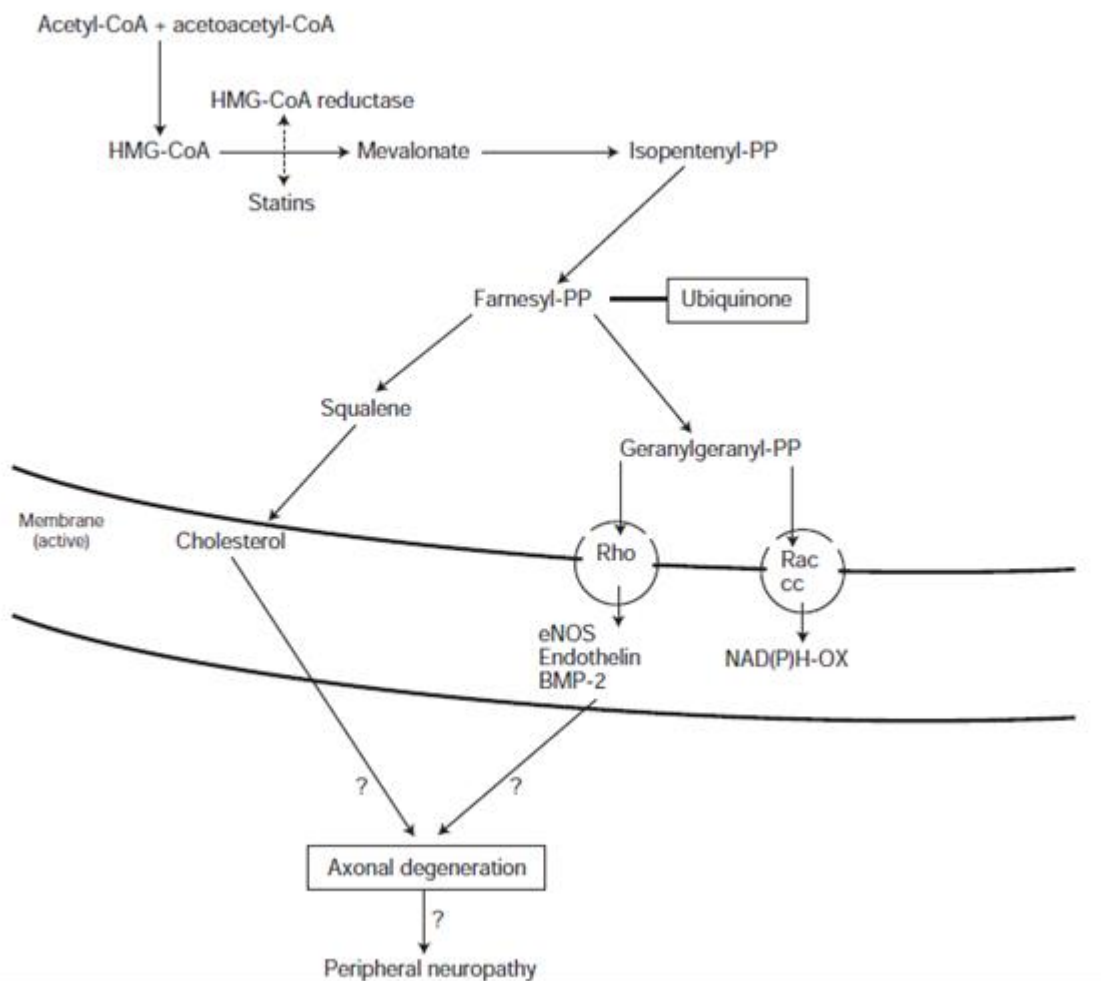 Acetyl-CoA + acetoacetyl-CoA
HMG-CoA reductase
HMG-CoA
Mevalonate
Isopentenyl-PP
Statins
Farnesyl-PP
Ubiquinone
Squalene
Geranylgeranyl-PP
Membrane
(active)
Cholesterol
Rho
Rac
cc
eNOS
Endothelin
BMP-2
NAD(P)H-OX
?
?
Axonal degeneration
?
Peripheral neuropathy